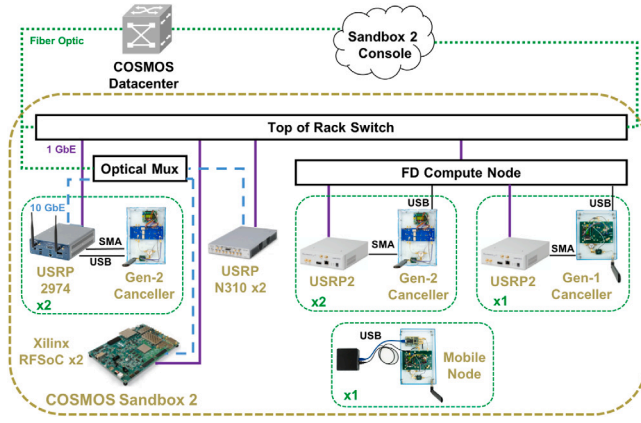 Fiber Optic
COSMOS
Datacenter
Sandbox 2
Console
Top of Rack Switch
1 GbE
Optical Mux
FD Compute Node
10 GbE
USB
USB
SMA
USB
SMA
SMA
USRP
2974
Gen-2
Canceller
x2
USRP
N310 x2
USRP2
Gen-2
Canceller
x2
USRP2
Gen-1
Canceller
x1
Xilinx
RFSoC x2
USB
Mobile
Node
x1
COSMOS Sandbox 2